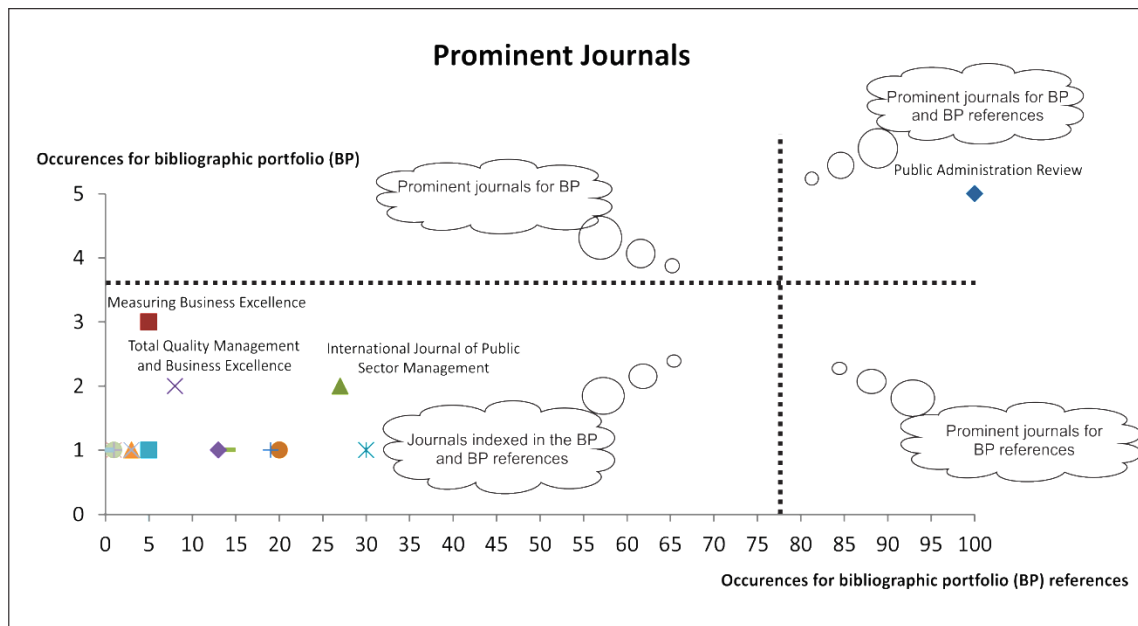 Prominent Journals
Prominent journals for BP
and BP references
Occurences for bibliographic portfolio (BP)
Prominent journals for BP
Public Administration Review
5
4
Measuring Business Excellence
3
Total Quality Management
and Business Excellence
International Journal of Public
Sector Management
2
1
Journals indexed in the BP
and BP references
Prominent journals for
BP references
0
0 5 10 15 20 25 30 35 40 45 50 55 60 65 70 75 80 85 90 95 100
Occurences for bibliographic portfolio (BP) references